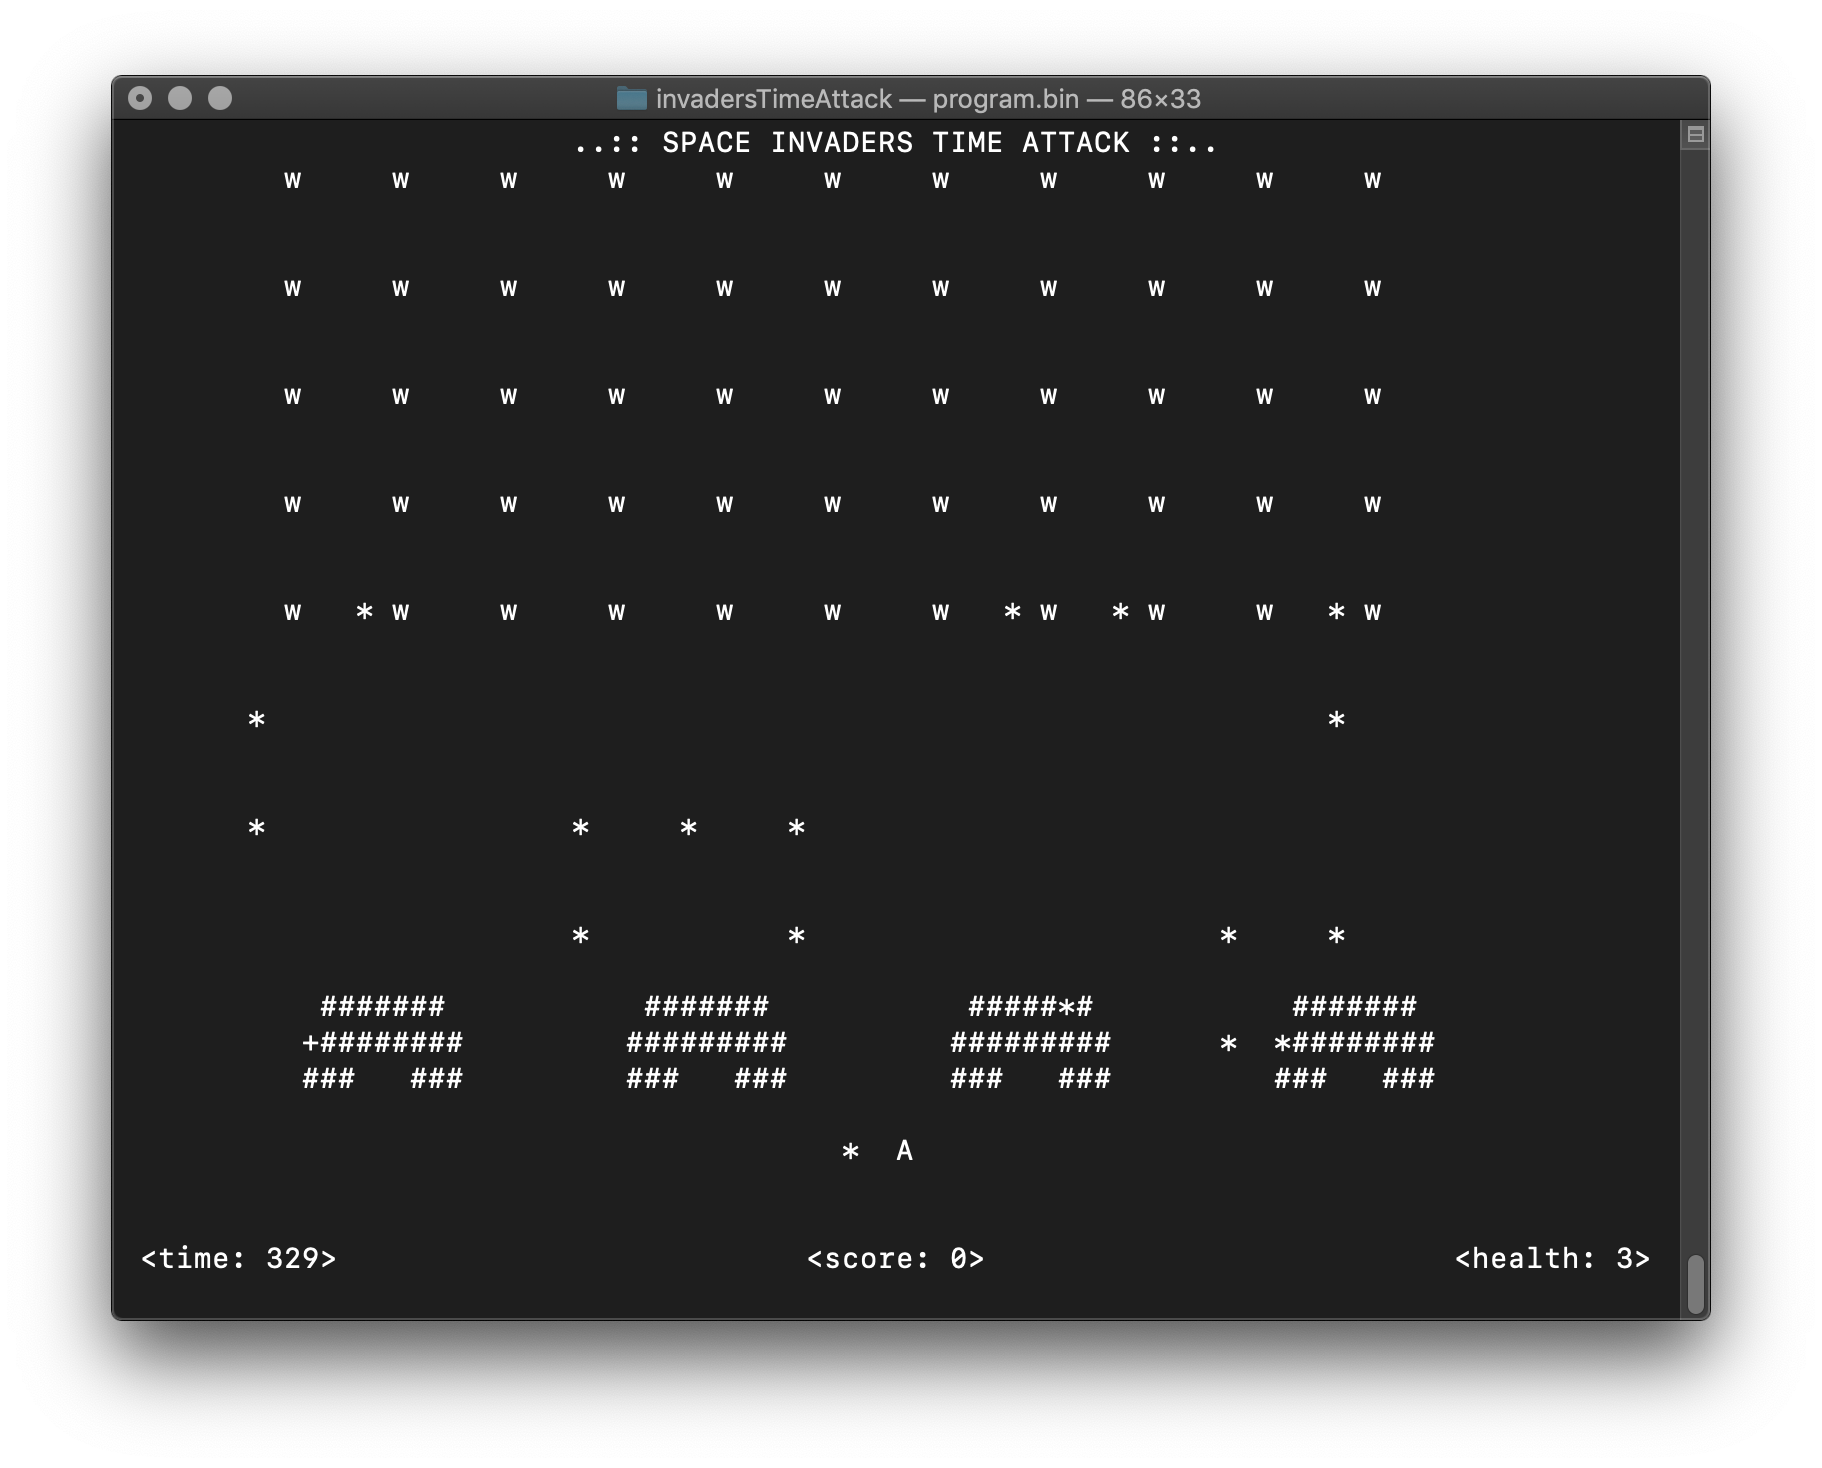 invadersTimeAttack — program.bin — 86×33
..:: SPACE INVADERS TIME ATTACK ::..
w     w     w     w     w     w     w     w     w     w     w
w     w     w     w     w     w     w     w     w     w     w
w     w     w     w     w     w     w     w     w     w     w
w     w     w     w     w     w     w     w     w     w     w
w   * w     w     w     w     w     w   * w   * w     w   * w
*                                                           *
*                 *     *     *
*           *                       *     *
#######           #######           #####*#           #######
+########         #########         #########      *  *########
###   ###         ###   ###         ###   ###         ###   ###
*  A
<time: 329>                          <score: 0>                          <health: 3>